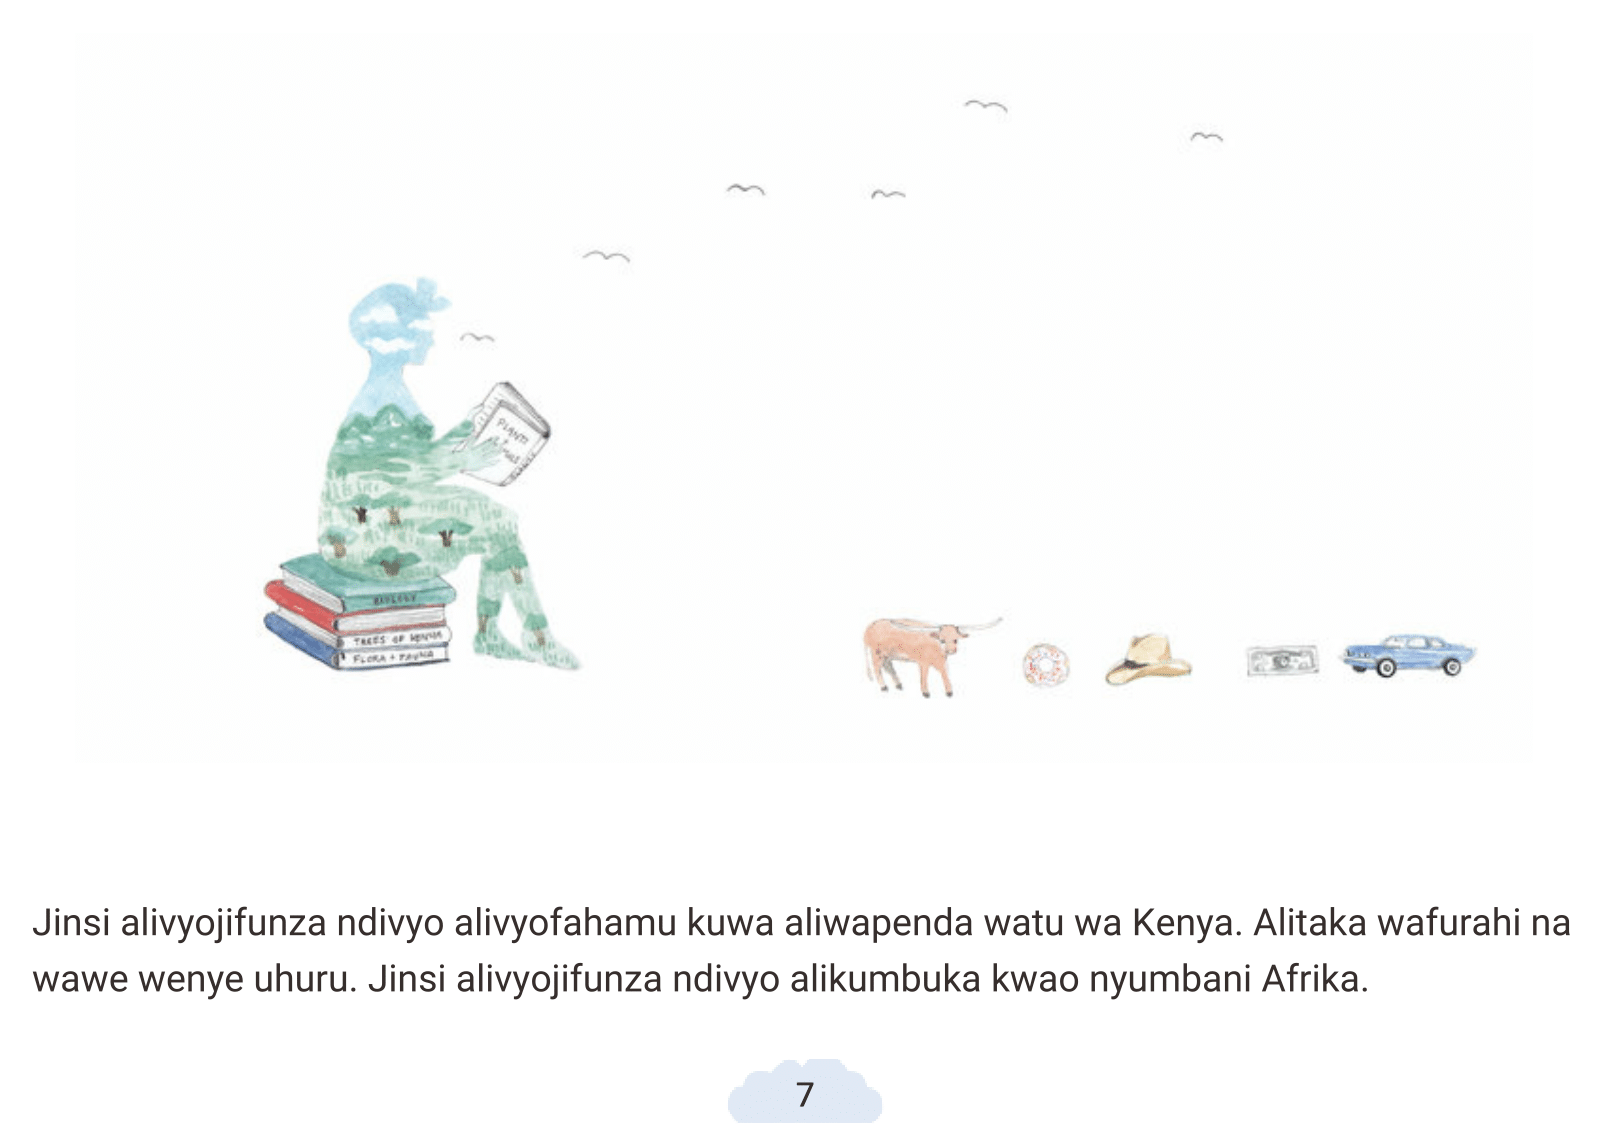 PLANTS
BIOLOGY
TREES OF KENYA
FLORA + FAUNA
Jinsi alivyojifunza ndivyo alivyofahamu kuwa aliwapenda watu wa Kenya. Alitaka wafurahi na
wawe wenye uhuru. Jinsi alivyojifunza ndivyo alikumbuka kwao nyumbani Afrika.
7